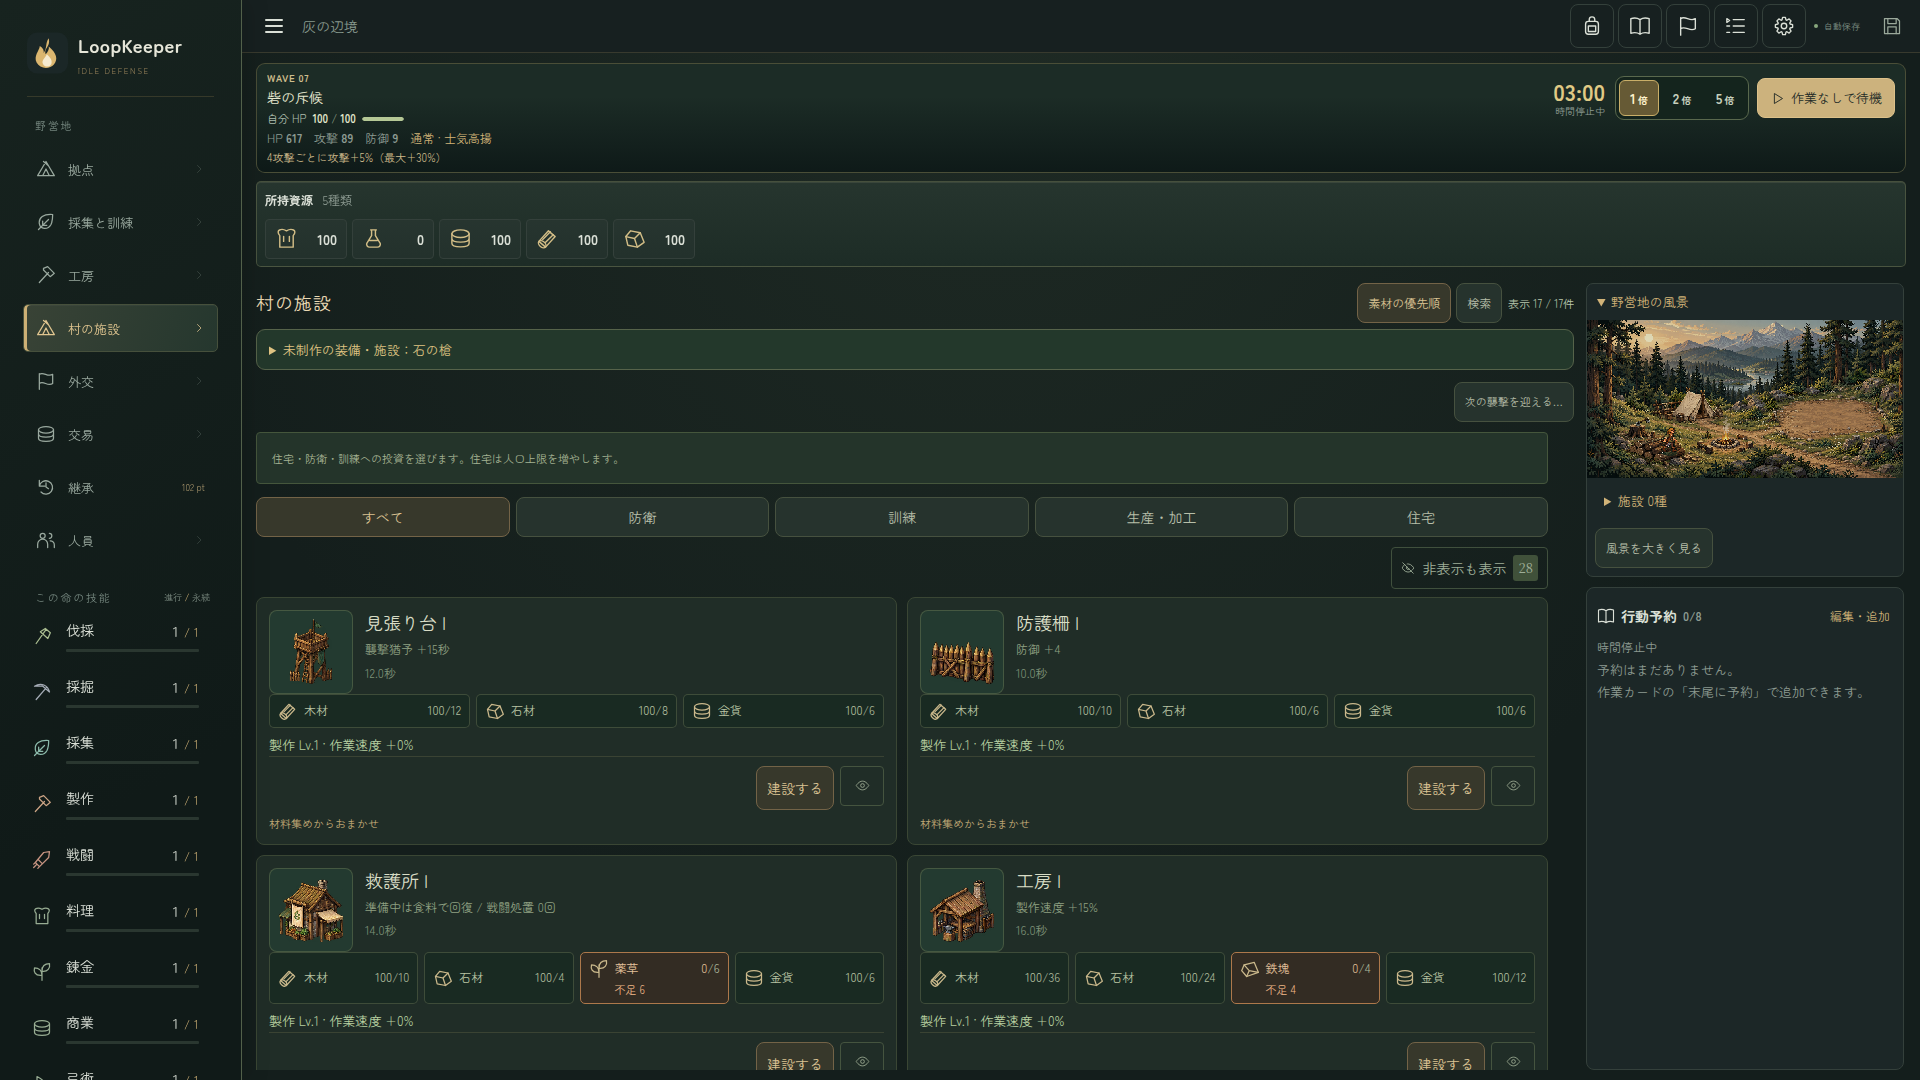 LoopKeeper
IDLE DEFENSE
野営地
拠点
採集と訓練
工房
村の施設
外交
交易
継承 102 pt
人員
この命の技能 進行 / 永続
伐採 1 / 1
採掘 1 / 1
採集 1 / 1
製作 1 / 1
戦闘 1 / 1
料理 1 / 1
錬金 1 / 1
商業 1 / 1
弓術 1 / 1
灰の辺境
自動保存
WAVE 07
砦の斥候
自分 HP 100 / 100
HP 617 攻撃 89 防御 9 通常 · 士気高揚
4攻撃ごとに攻撃+5%（最大+30%）
03:00
時間停止中
1倍 2倍 5倍
作業なしで待機
所持資源 5種類
100 0 100 100 100
村の施設
素材の優先順 検索 表示 17 / 17件
▶ 未制作の装備・施設：石の槍
次の襲撃を迎える...
住宅・防衛・訓練への投資を選びます。住宅は人口上限を増やします。
すべて 防衛 訓練 生産・加工 住宅
非表示も表示 28
見張り台 I
襲撃猶予 +15秒
12.0秒
木材 100/12 石材 100/8 金貨 100/6
製作 Lv.1 · 作業速度 +0%
建設する
材料集めからおまかせ
防護柵 I
防御 +4
10.0秒
木材 100/10 石材 100/6 金貨 100/6
製作 Lv.1 · 作業速度 +0%
建設する
材料集めからおまかせ
救護所 I
準備中は食料で回復 / 戦闘処置 0回
14.0秒
木材 100/10 石材 100/4 薬草 0/6 金貨 100/6
不足 6
製作 Lv.1 · 作業速度 +0%
建設する
工房 I
製作速度 +15%
16.0秒
木材 100/36 石材 100/24 鉄塊 0/4 金貨 100/12
不足 4
製作 Lv.1 · 作業速度 +0%
建設する
▼ 野営地の風景
▶ 施設 0種
風景を大きく見る
行動予約 0/8 編集・追加
時間停止中
予約はまだありません。
作業カードの「末尾に予約」で追加できます。